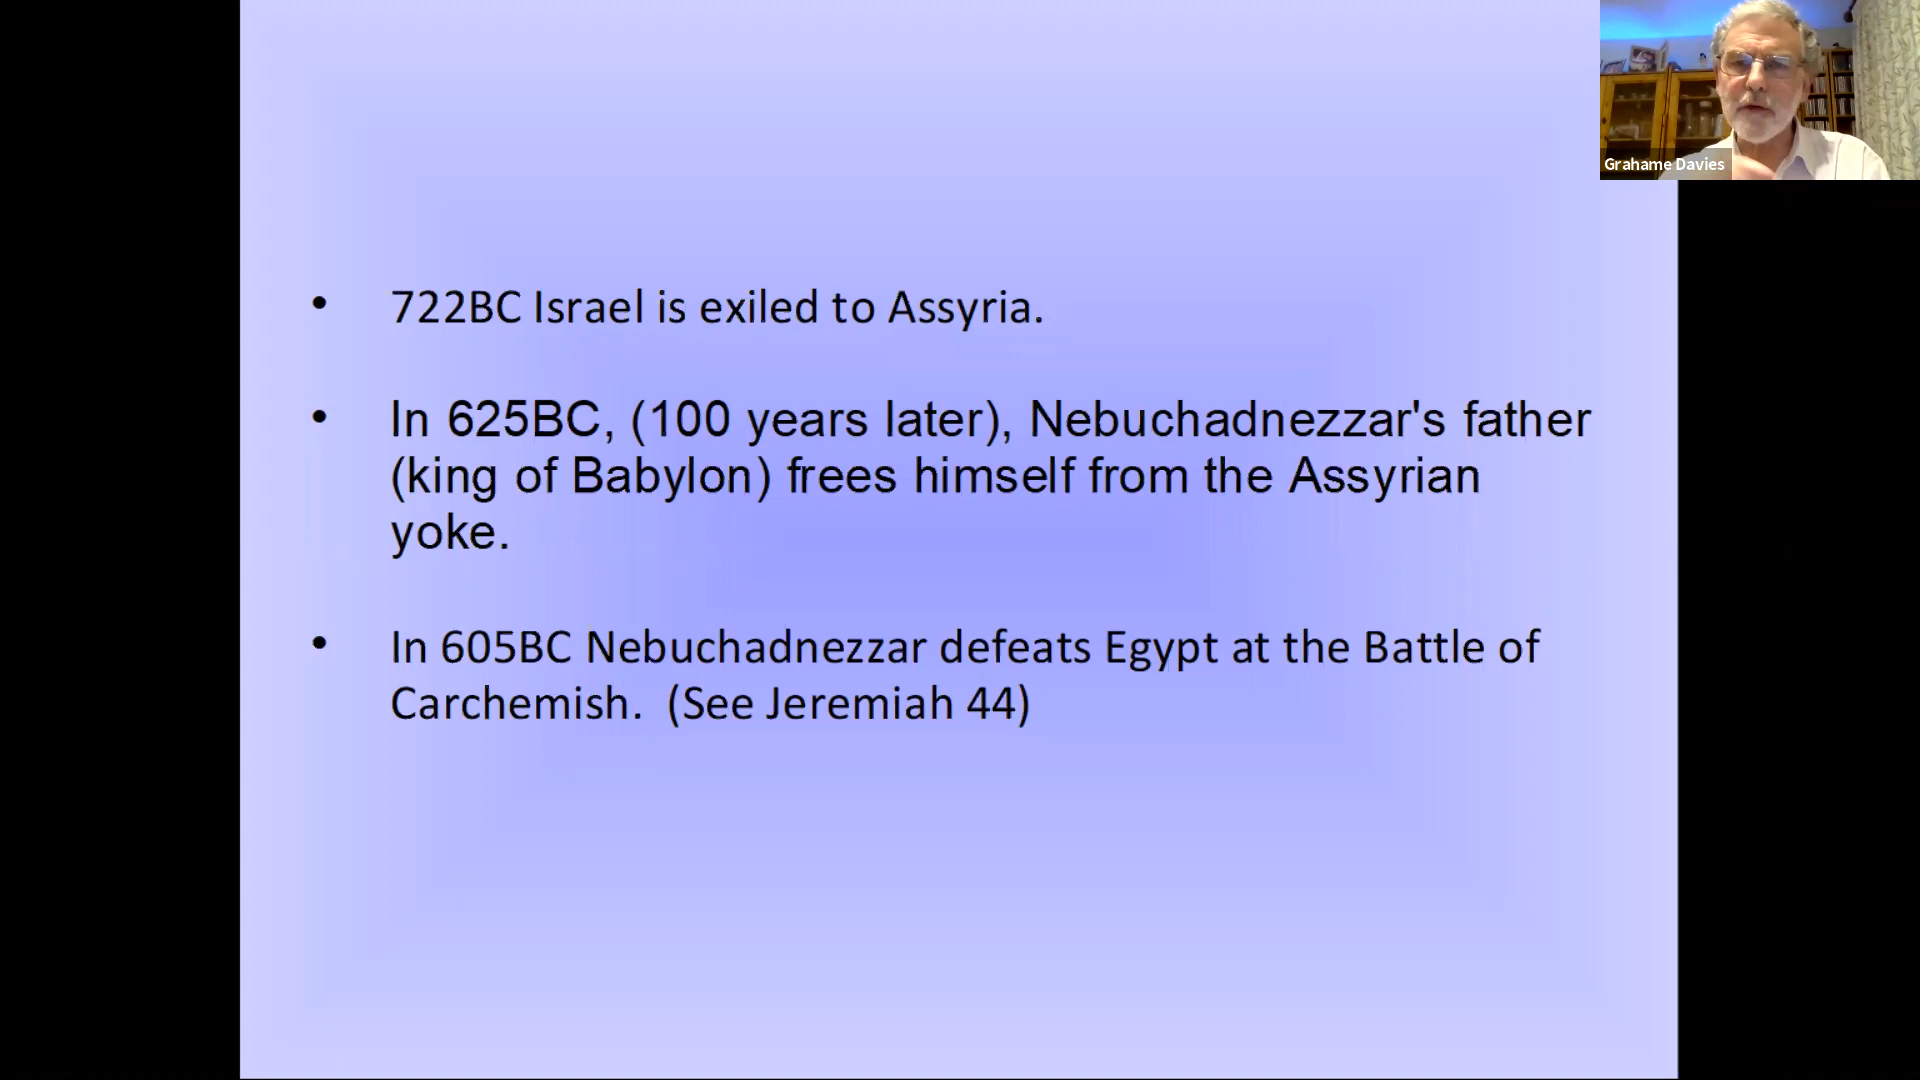 Grahame Davies
• 722BC Israel is exiled to Assyria.
• In 625BC, (100 years later), Nebuchadnezzar's father
(king of Babylon) frees himself from the Assyrian
yoke.
• In 605BC Nebuchadnezzar defeats Egypt at the Battle of
Carchemish.  (See Jeremiah 44)